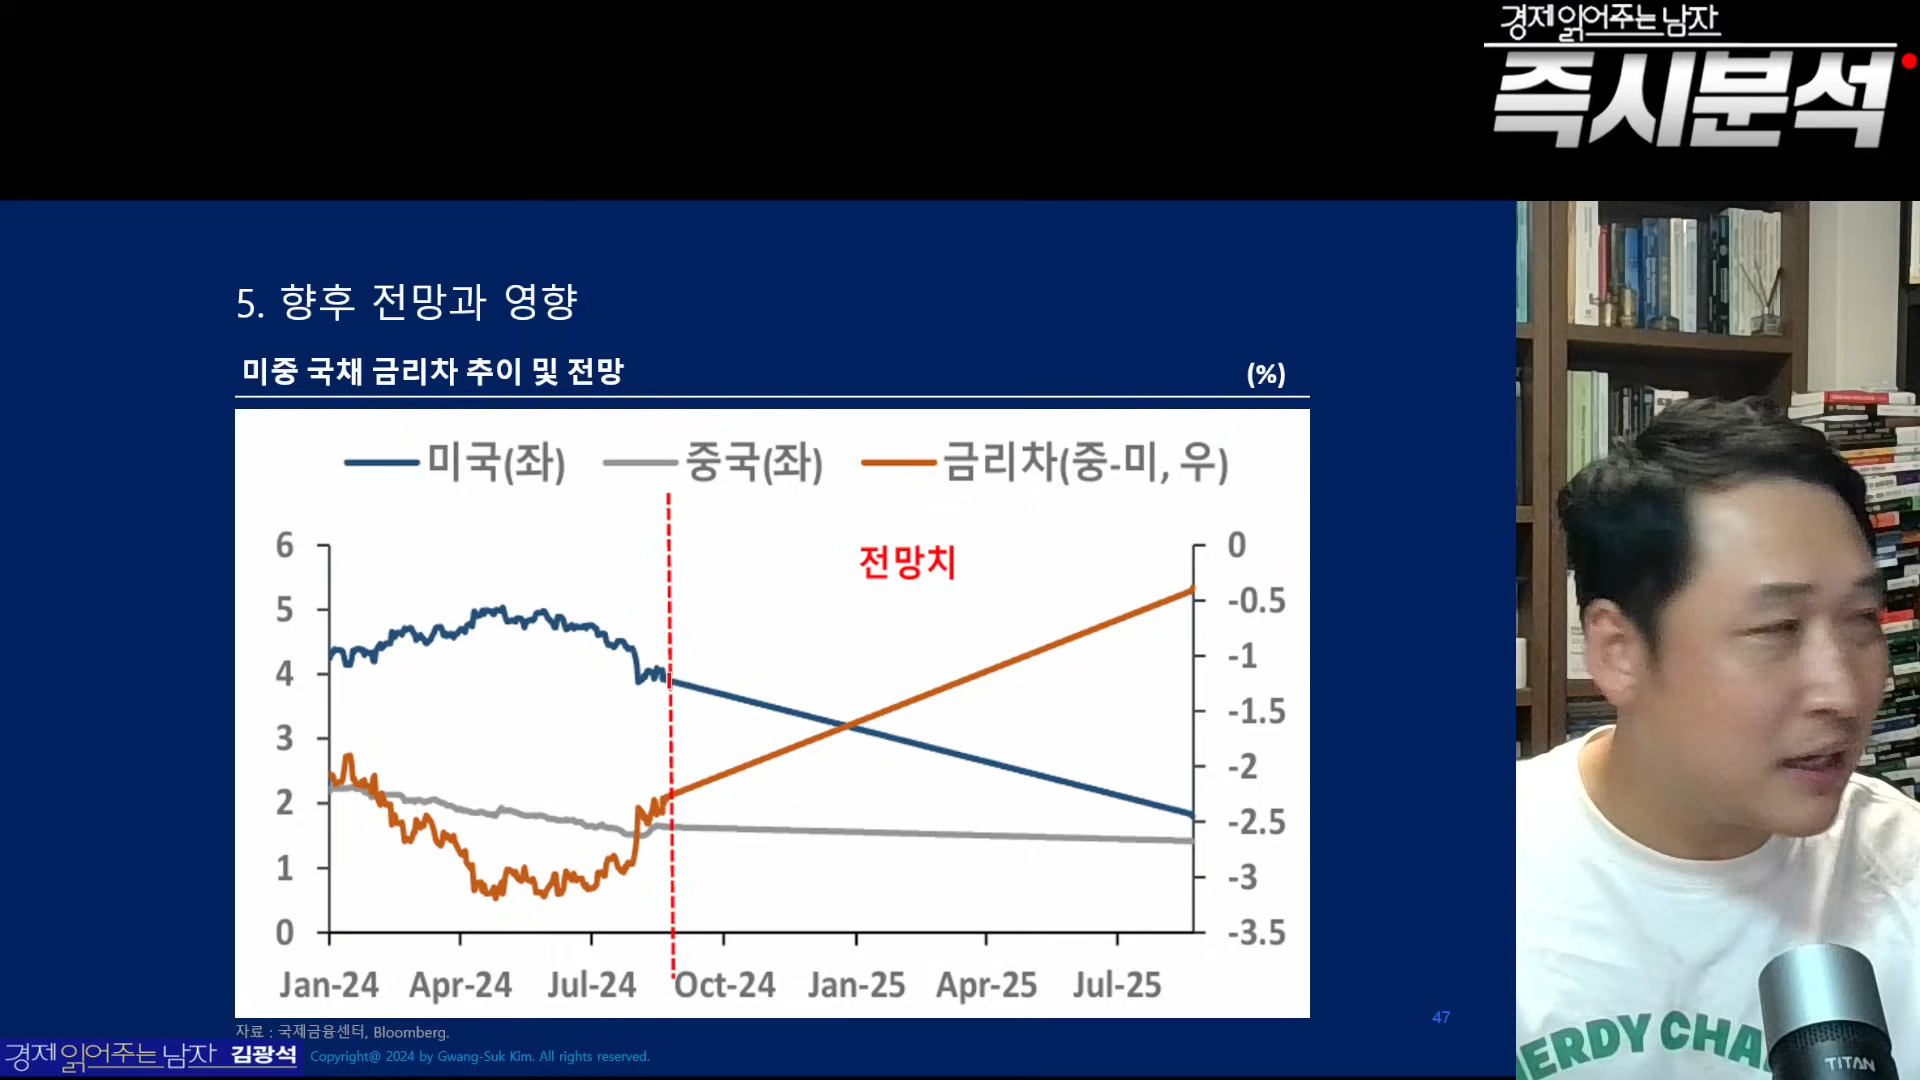 경제 읽어주는 남자
즉시분석
5. 향후 전망과 영향
미중 국채 금리차 추이 및 전망 (%)
미국(좌) 중국(좌) 금리차(중-미, 우)
전망치
6
5
4
3
2
1
0
0
-0.5
-1
-1.5
-2
-2.5
-3
-3.5
Jan-24 Apr-24 Jul-24 Oct-24 Jan-25 Apr-25 Jul-25
자료 : 국제금융센터, Bloomberg.
47
경제 읽어주는 남자 김광석
Copyright@ 2024 by Gwang-Suk Kim. All rights reserved.
ERDY CHA
TITAN